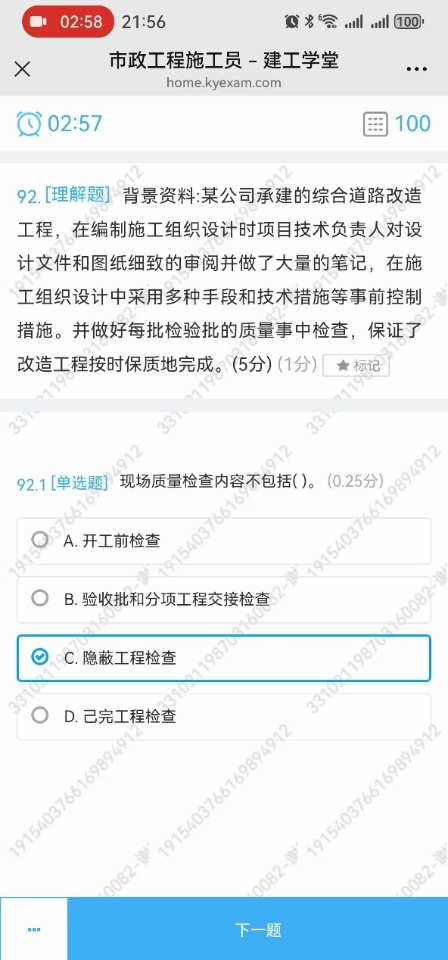 02:58 21:56 6 100
市政工程施工员 – 建工学堂
home.kyexam.com
02:57 100
92. [理解题] 背景资料:某公司承建的综合道路改造
工程，在编制施工组织设计时项目技术负责人对设
计文件和图纸细致的审阅并做了大量的笔记，在施
工组织设计中采用多种手段和技术措施等事前控制
措施。并做好每批检验批的质量事中检查，保证了
改造工程按时保质地完成。(5分) (1分) 标记
92.1 [单选题] 现场质量检查内容不包括( )。 (0.25分)
A. 开工前检查
B. 验收批和分项工程交接检查
C. 隐蔽工程检查
D. 己完工程检查
下一题